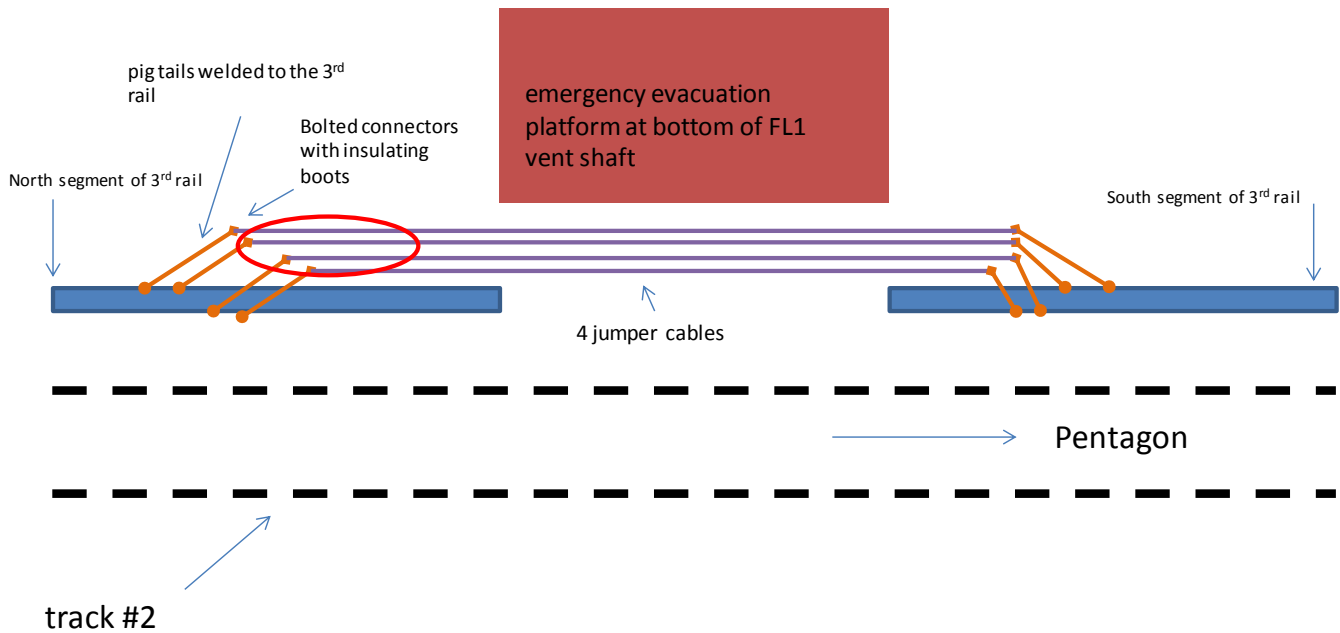 pig tails welded to the 3rd
rail
Bolted connectors
with insulating
boots
emergency evacuation
platform at bottom of FL1
vent shaft
North segment of 3rd rail
South segment of 3rd rail
4 jumper cables
Pentagon
track #2